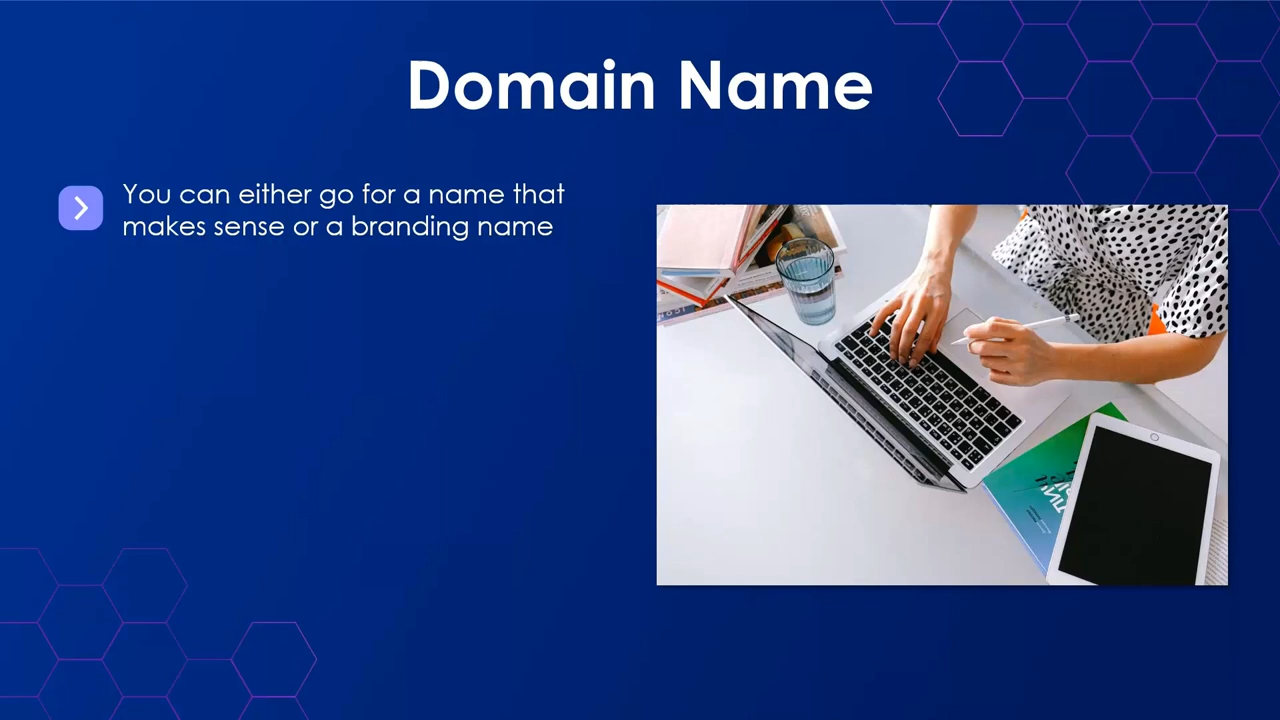 Domain Name
You can either go for a name that
makes sense or a branding name